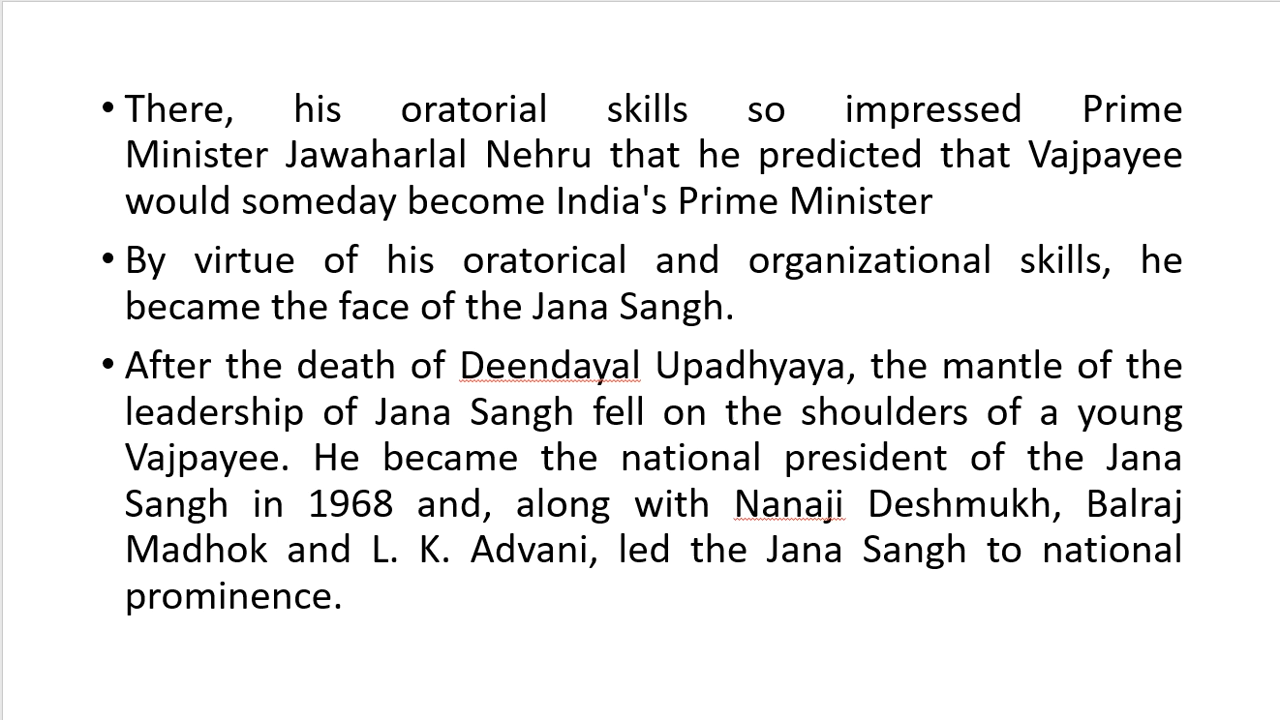 • There, his oratorial skills so impressed Prime
Minister Jawaharlal Nehru that he predicted that Vajpayee
would someday become India's Prime Minister
• By virtue of his oratorical and organizational skills, he
became the face of the Jana Sangh.
• After the death of Deendayal Upadhyaya, the mantle of the
leadership of Jana Sangh fell on the shoulders of a young
Vajpayee. He became the national president of the Jana
Sangh in 1968 and, along with Nanaji Deshmukh, Balraj
Madhok and L. K. Advani, led the Jana Sangh to national
prominence.